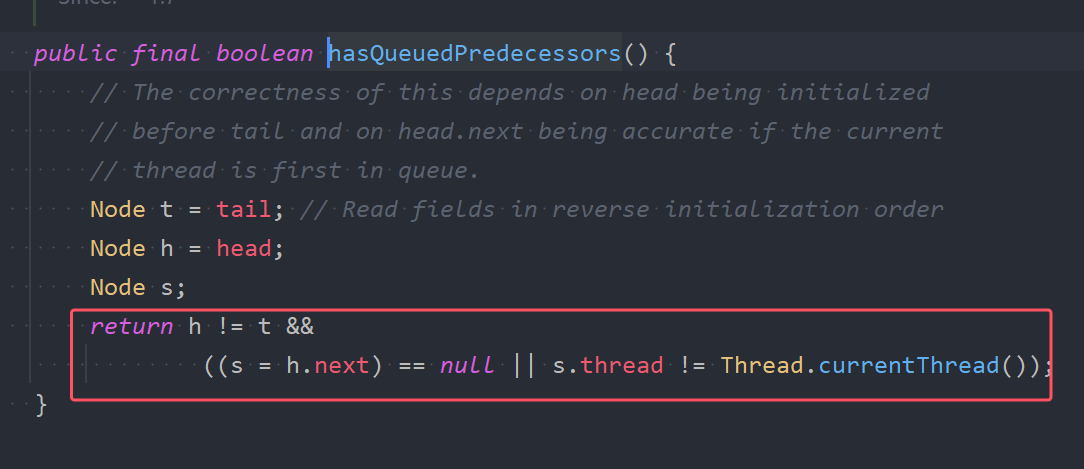 Since: 1.7
public final boolean hasQueuedPredecessors() {
// The correctness of this depends on head being initialized
// before tail and on head.next being accurate if the current
// thread is first in queue.
Node t = tail; // Read fields in reverse initialization order
Node h = head;
Node s;
return h != t &&
((s = h.next) == null || s.thread != Thread.currentThread());
}